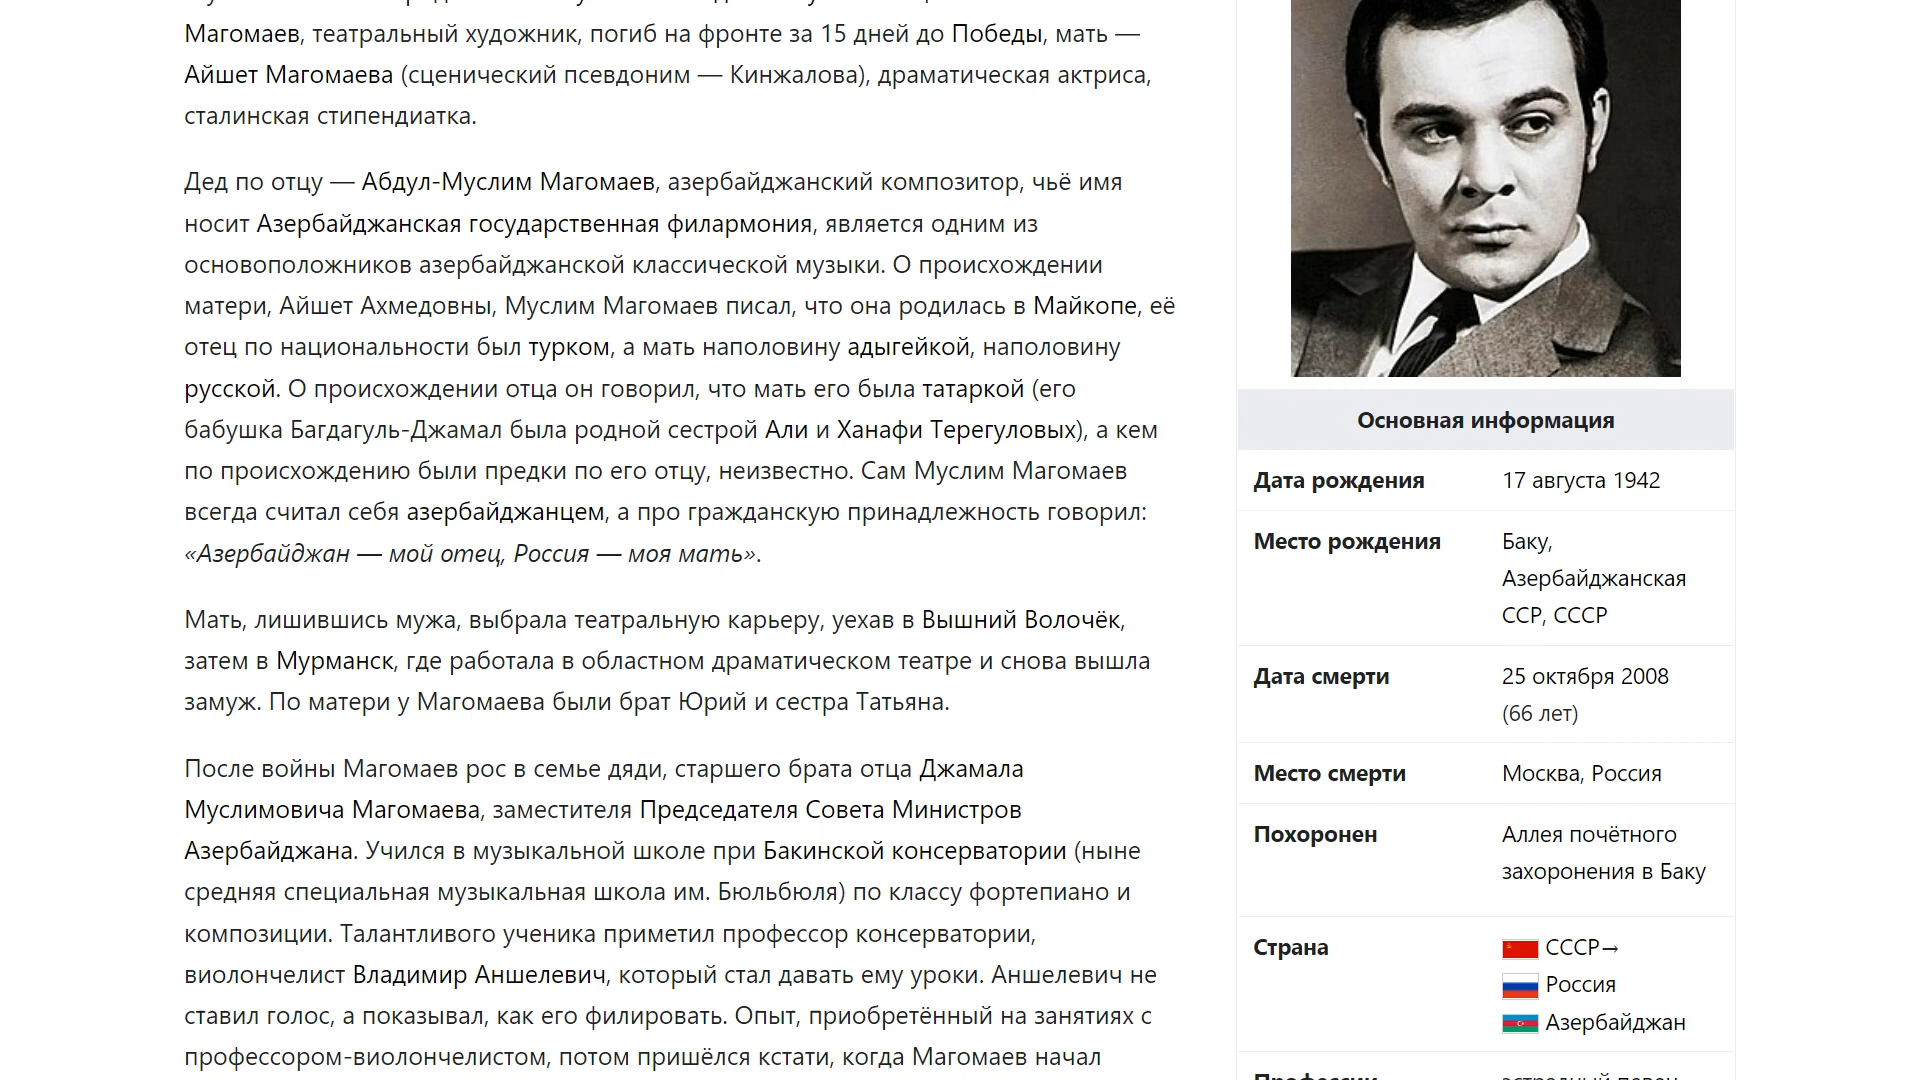 Магомаев, театральный художник, погиб на фронте за 15 дней до Победы, мать —
Айшет Магомаева (сценический псевдоним — Кинжалова), драматическая актриса,
сталинская стипендиатка.
Дед по отцу — Абдул-Муслим Магомаев, азербайджанский композитор, чьё имя
носит Азербайджанская государственная филармония, является одним из
основоположников азербайджанской классической музыки. О происхождении
матери, Айшет Ахмедовны, Муслим Магомаев писал, что она родилась в Майкопе, её
отец по национальности был турком, а мать наполовину адыгейкой, наполовину
русской. О происхождении отца он говорил, что мать его была татаркой (его
бабушка Багдагуль-Джамал была родной сестрой Али и Ханафи Терегуловых), а кем
по происхождению были предки по его отцу, неизвестно. Сам Муслим Магомаев
всегда считал себя азербайджанцем, а про гражданскую принадлежность говорил:
«Азербайджан — мой отец, Россия — моя мать».
Мать, лишившись мужа, выбрала театральную карьеру, уехав в Вышний Волочёк,
затем в Мурманск, где работала в областном драматическом театре и снова вышла
замуж. По матери у Магомаева были брат Юрий и сестра Татьяна.
После войны Магомаев рос в семье дяди, старшего брата отца Джамала
Муслимовича Магомаева, заместителя Председателя Совета Министров
Азербайджана. Учился в музыкальной школе при Бакинской консерватории (ныне
средняя специальная музыкальная школа им. Бюльбюля) по классу фортепиано и
композиции. Талантливого ученика приметил профессор консерватории,
виолончелист Владимир Аншелевич, который стал давать ему уроки. Аншелевич не
ставил голос, а показывал, как его филировать. Опыт, приобретённый на занятиях с
профессором-виолончелистом, потом пришёлся кстати, когда Магомаев начал
Основная информация
Дата рождения 17 августа 1942
Место рождения Баку,
Азербайджанская
ССР, СССР
Дата смерти 25 октября 2008
(66 лет)
Место смерти Москва, Россия
Похоронен Аллея почётного
захоронения в Баку
Страна СССР→
Россия
Азербайджан